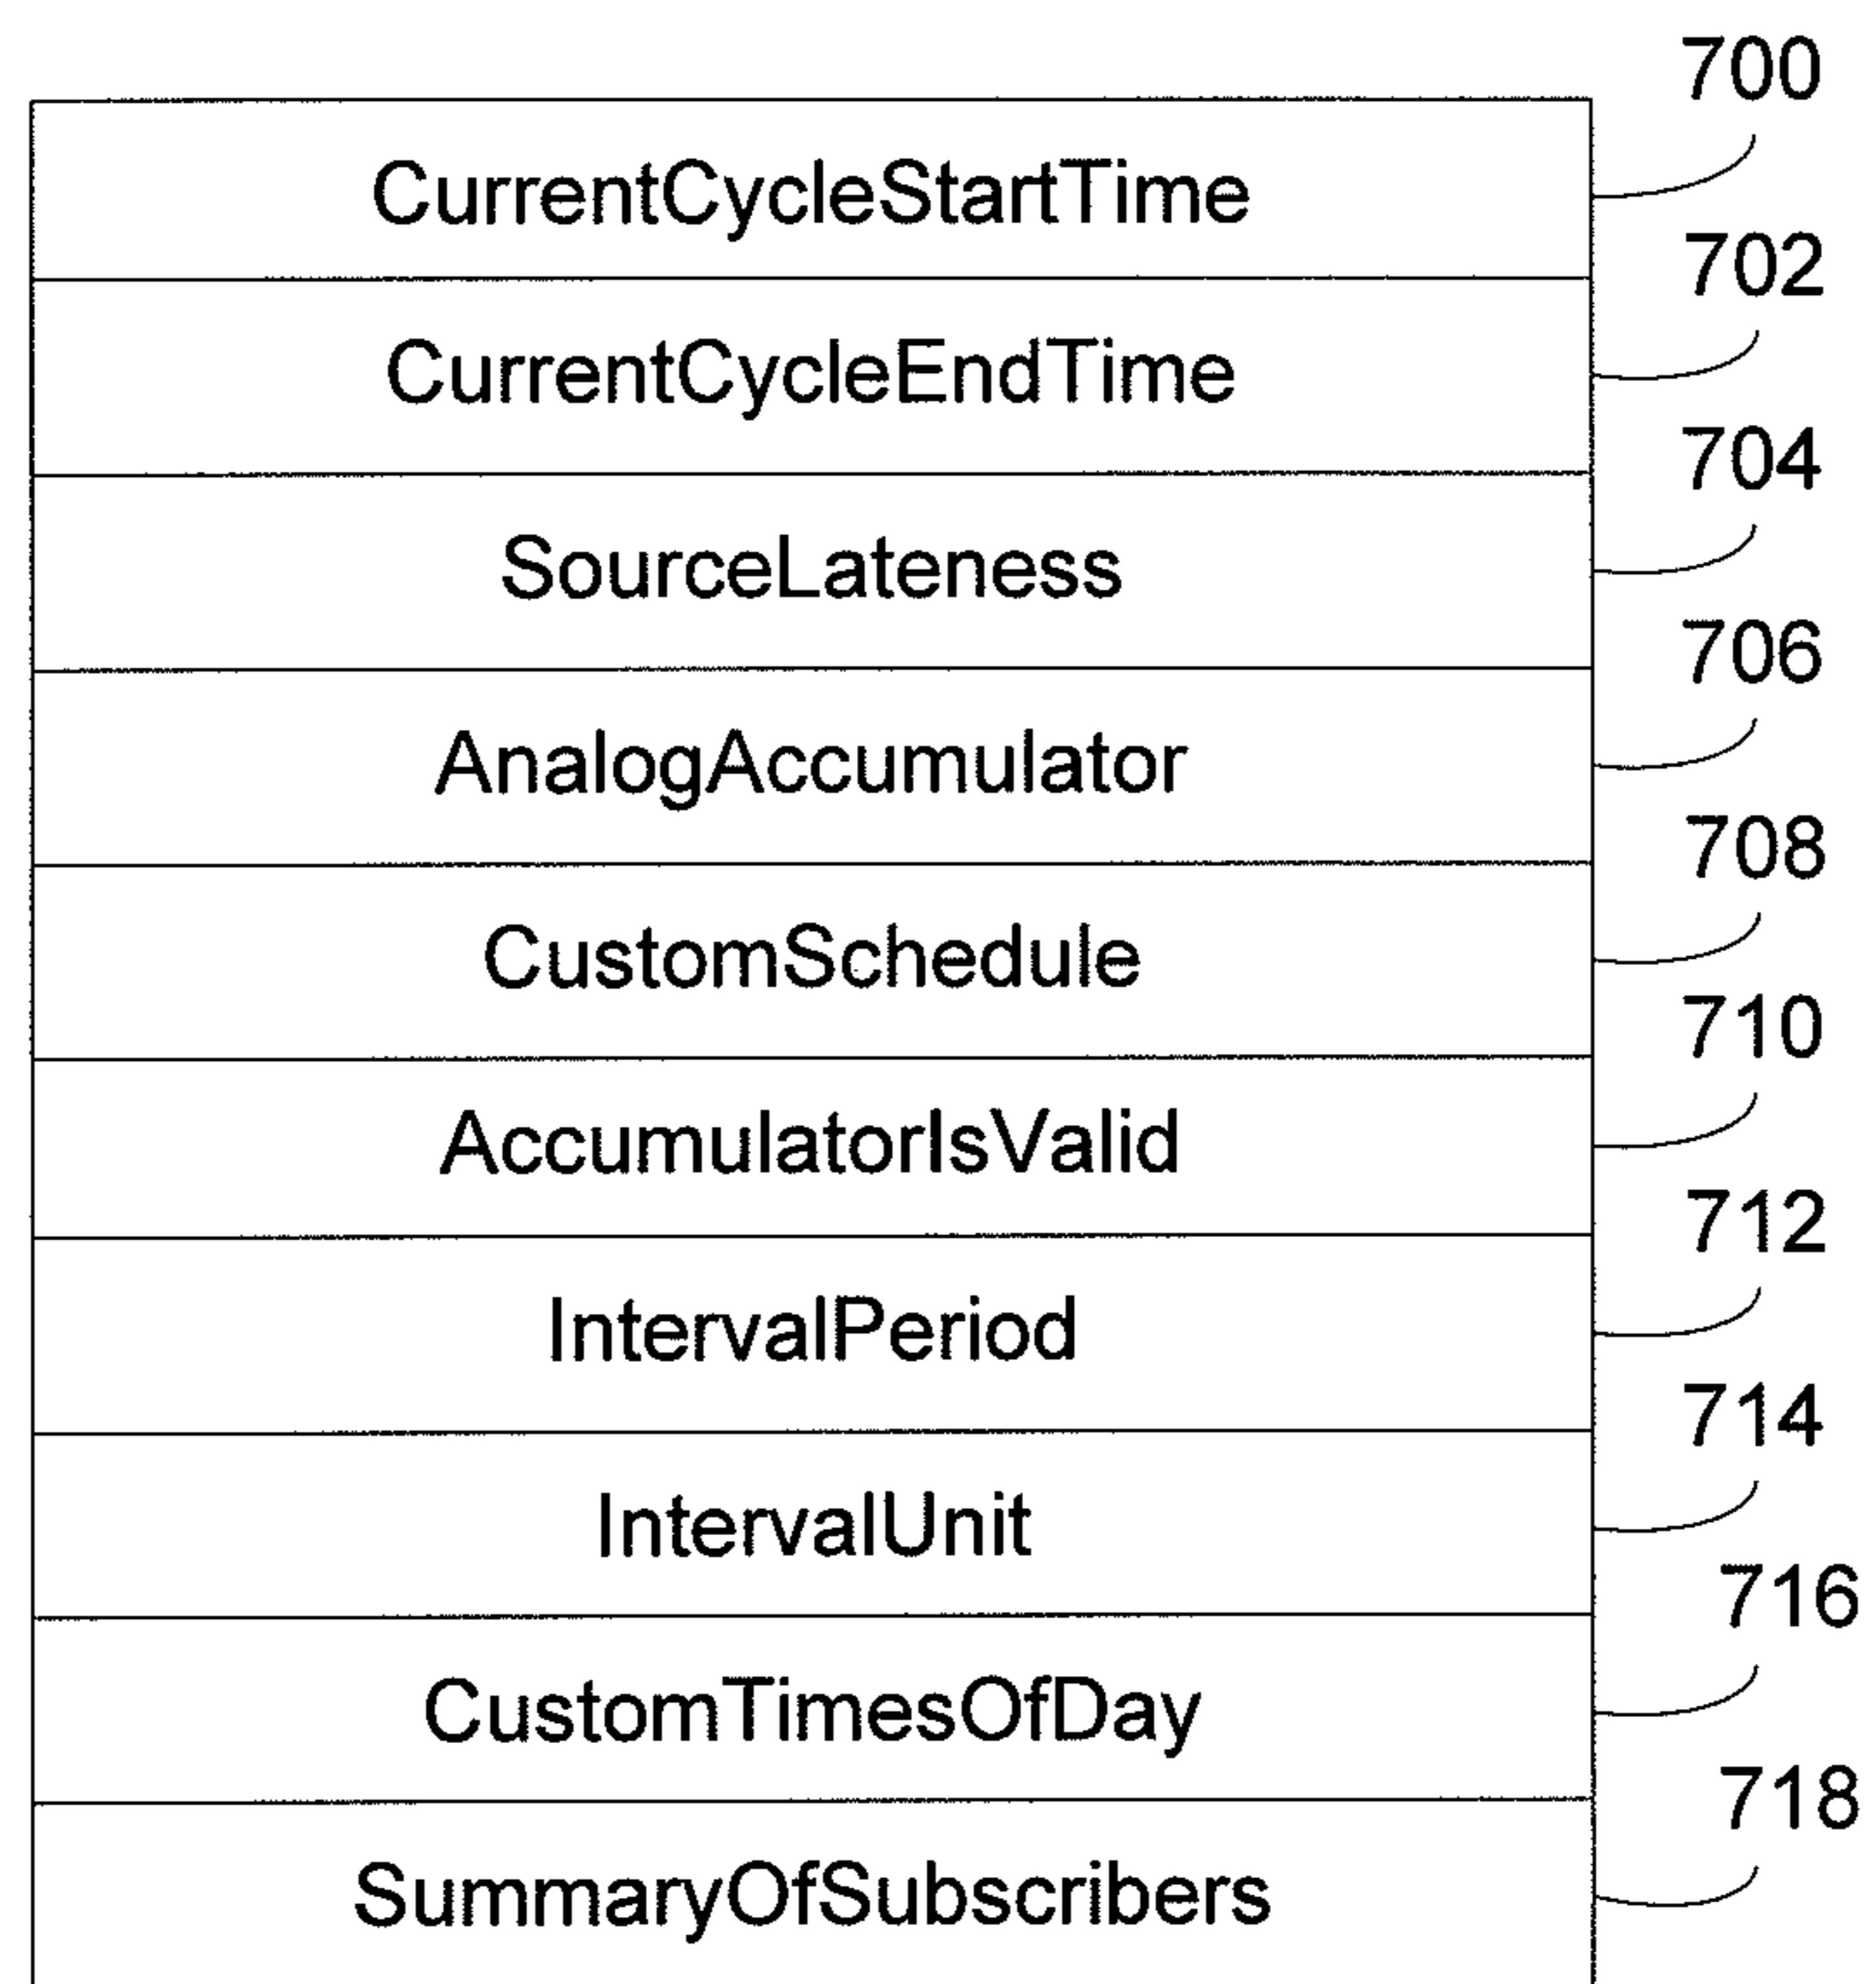 700
CurrentCycleStartTime
702
CurrentCycleEndTime
704
SourceLateness
706
AnalogAccumulator
708
CustomSchedule
710
AccumulatorIsValid
712
IntervalPeriod
714
IntervalUnit
716
CustomTimesOfDay
718
SummaryOfSubscribers